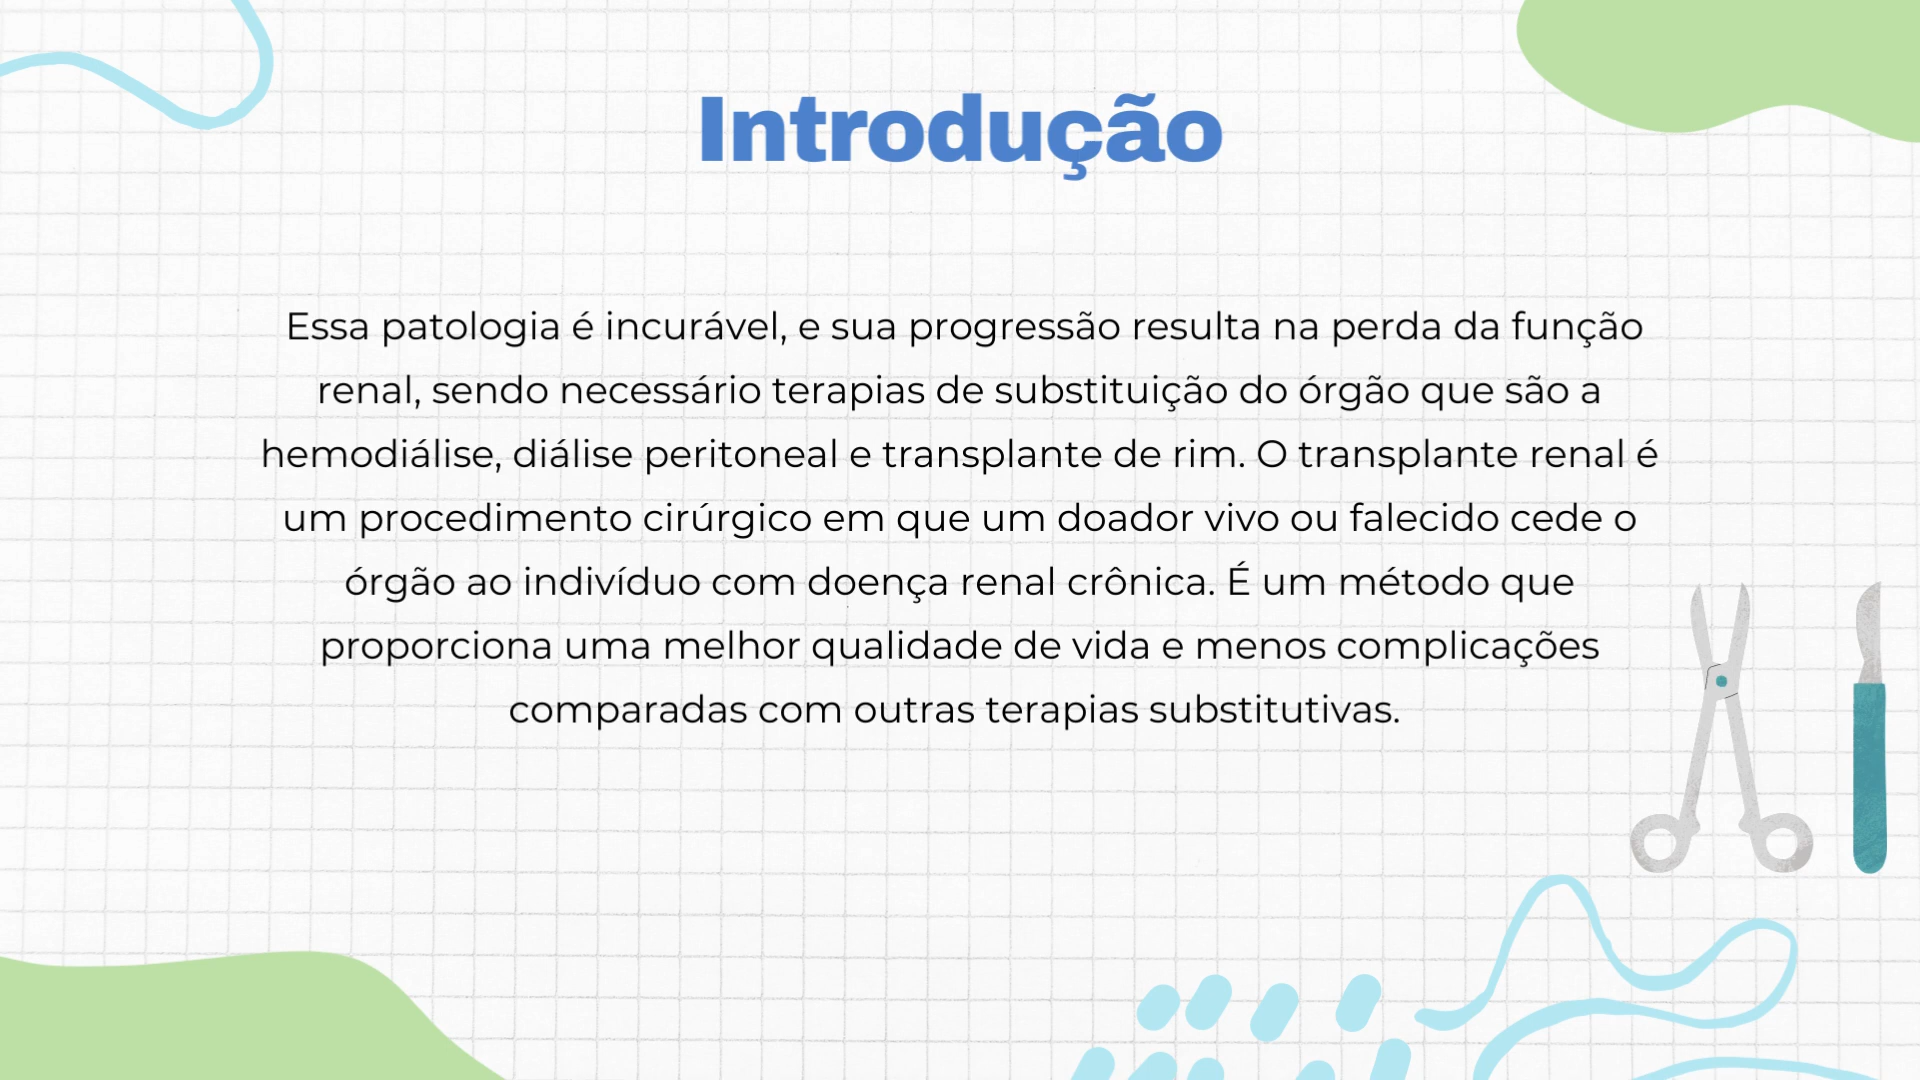 Introdução
Essa patologia é incurável, e sua progressão resulta na perda da função
renal, sendo necessário terapias de substituição do órgão que são a
hemodiálise, diálise peritoneal e transplante de rim. O transplante renal é
um procedimento cirúrgico em que um doador vivo ou falecido cede o
órgão ao indivíduo com doença renal crônica. É um método que
proporciona uma melhor qualidade de vida e menos complicações
comparadas com outras terapias substitutivas.